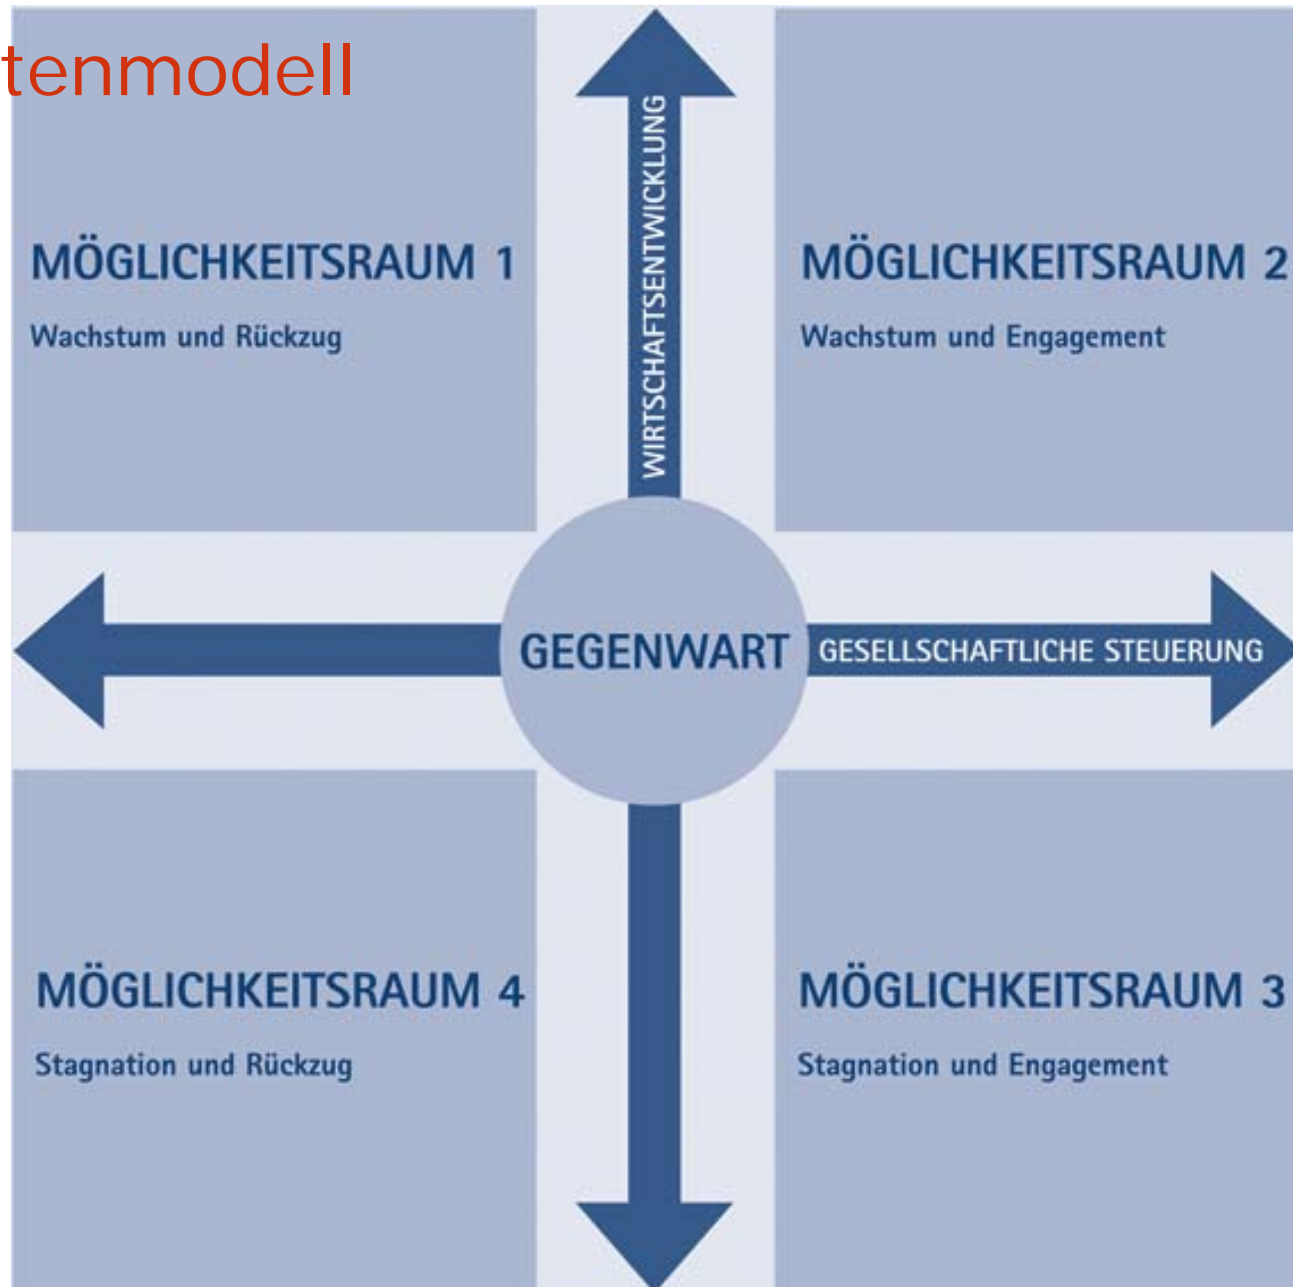 tenmodell
WIRTSCHAFTSENTWICKLUNG
MÖGLICHKEITSRAUM 1
Wachstum und Rückzug
MÖGLICHKEITSRAUM 2
Wachstum und Engagement
GEGENWART
GESELLSCHAFTLICHE STEUERUNG
MÖGLICHKEITSRAUM 4
Stagnation und Rückzug
MÖGLICHKEITSRAUM 3
Stagnation und Engagement